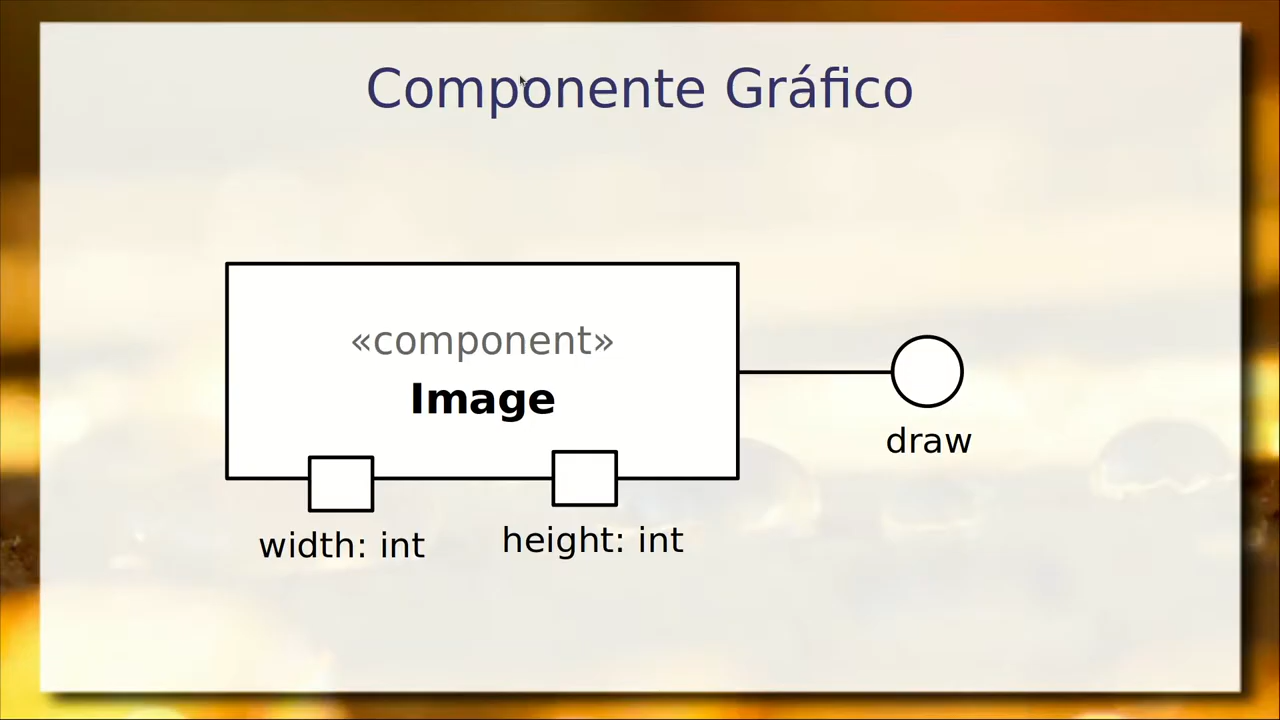 Componente Gráfico
«component»
Image
draw
width: int
height: int